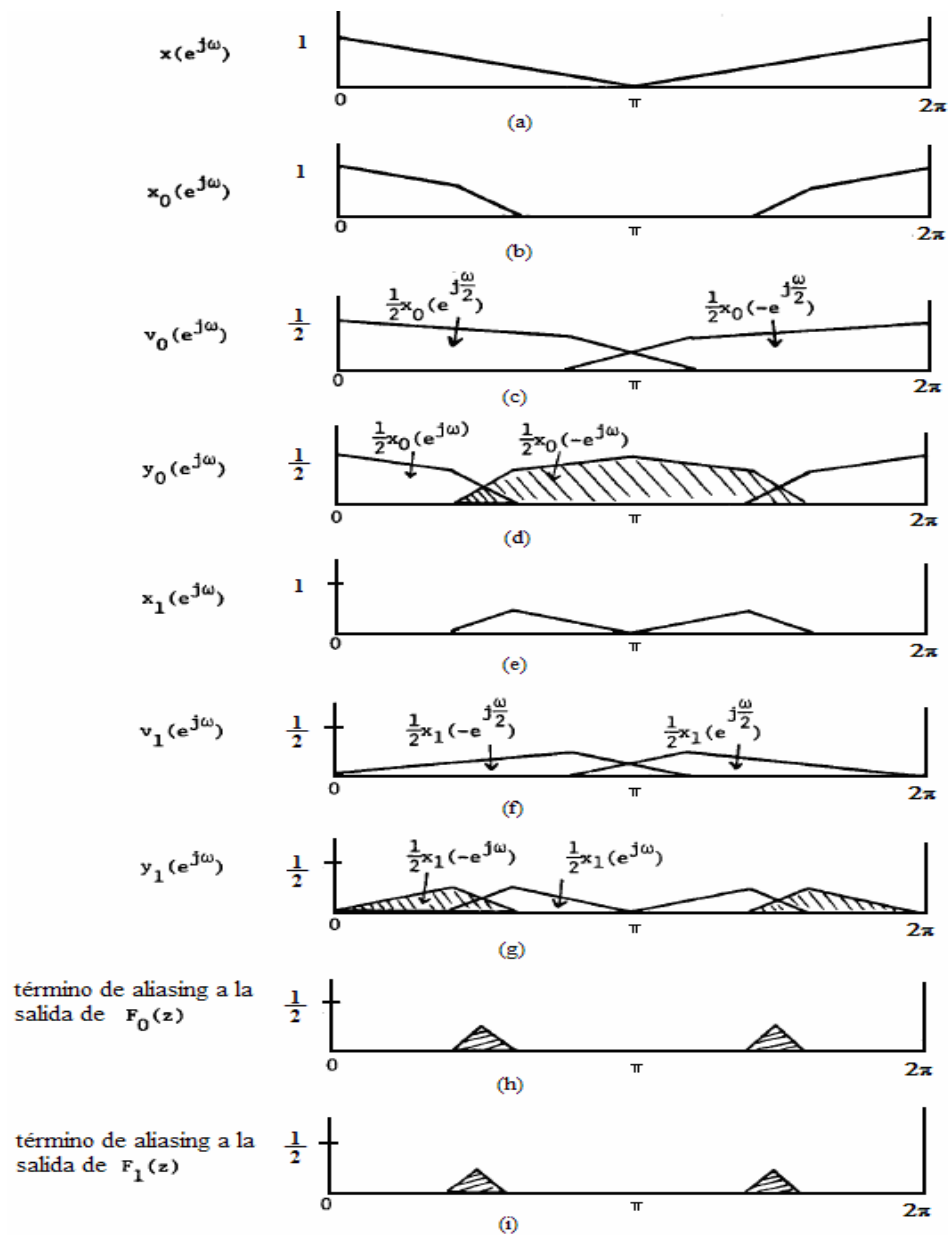 x(e^jω) 1
0 π 2π
(a)
x_0(e^jω) 1
0 π 2π
(b)
v_0(e^jω) 1/2 1/2 x_0(e^jω/2) 1/2 x_0(-e^jω/2)
0 π 2π
(c)
y_0(e^jω) 1/2 1/2 x_0(e^jω) 1/2 x_0(-e^jω)
0 π 2π
(d)
x_1(e^jω) 1
0 π 2π
(e)
v_1(e^jω) 1/2 1/2 x_1(-e^jω/2) 1/2 x_1(e^jω/2)
0 π 2π
(f)
y_1(e^jω) 1/2 1/2 x_1(-e^jω) 1/2 x_1(e^jω)
0 π 2π
(g)
término de aliasing a la
salida de F_0(z) 1/2
0 π 2π
(h)
término de aliasing a la
salida de F_1(z) 1/2
0 π 2π
(i)